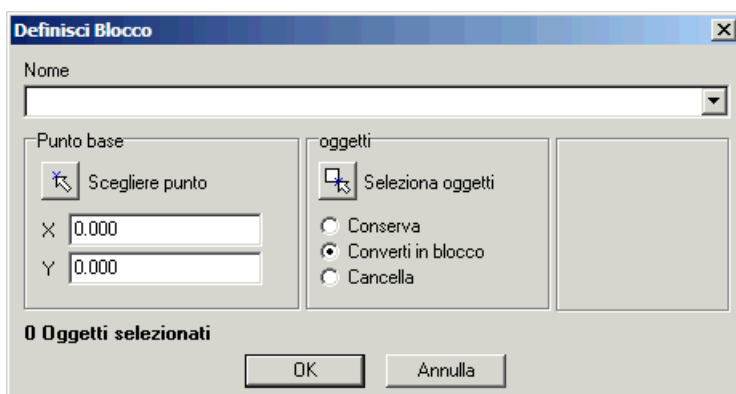 Definisci Blocco
Nome
Punto base
Scegliere punto
X 0.000
Y 0.000
oggetti
Seleziona oggetti
Conserva
Converti in blocco
Cancella
0 Oggetti selezionati
OK
Annulla